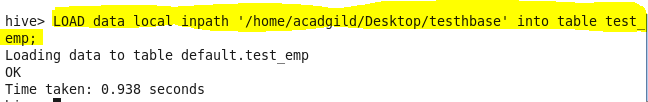 hive> LOAD data local inpath '/home/acadgild/Desktop/testhbase' into table test_
emp;
Loading data to table default.test_emp
OK
Time taken: 0.938 seconds